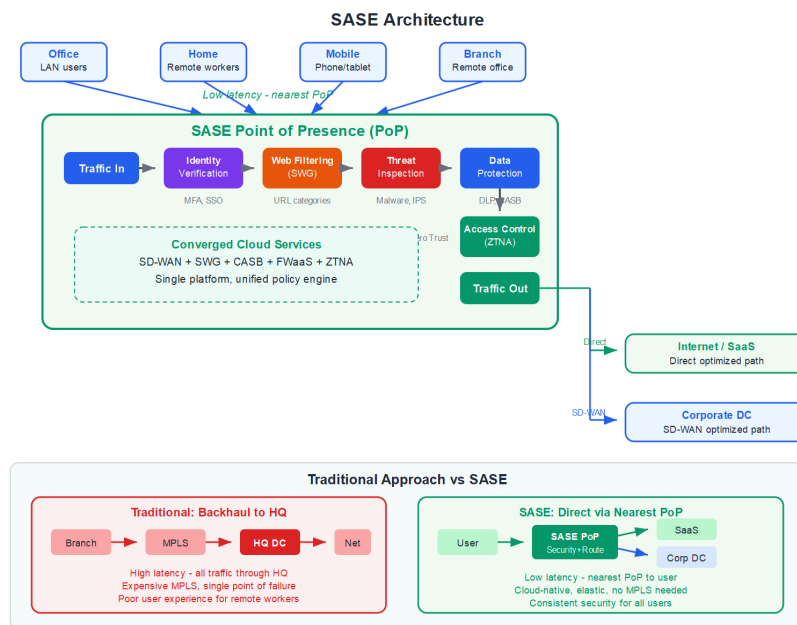 SASE Architecture
Office
LAN users
Home
Remote workers
Mobile
Phone/tablet
Branch
Remote office
Low latency - nearest PoP
SASE Point of Presence (PoP)
Traffic In
Identity
Verification
Web Filtering
(SWG)
Threat
Inspection
Data
Protection
MFA, SSO
URL categories
Malware, IPS
DLP,
Access Control
(ZTNA)
Trust
Converged Cloud Services
SD-WAN + SWG + CASB + FWaaS + ZTNA
Single platform, unified policy engine
Traffic Out
Direct
Internet / SaaS
Direct optimized path
SD-WAN
Corporate DC
SD-WAN optimized path
Traditional Approach vs SASE
Traditional: Backhaul to HQ
Branch
MPLS
HQ DC
Net
High latency - all traffic through HQ
Expensive MPLS, single point of failure
Poor user experience for remote workers
SASE: Direct via Nearest PoP
User
SASE PoP
Security+Route
SaaS
Corp DC
Low latency - nearest PoP to user
Cloud-native, elastic, no MPLS needed
Consistent security for all users